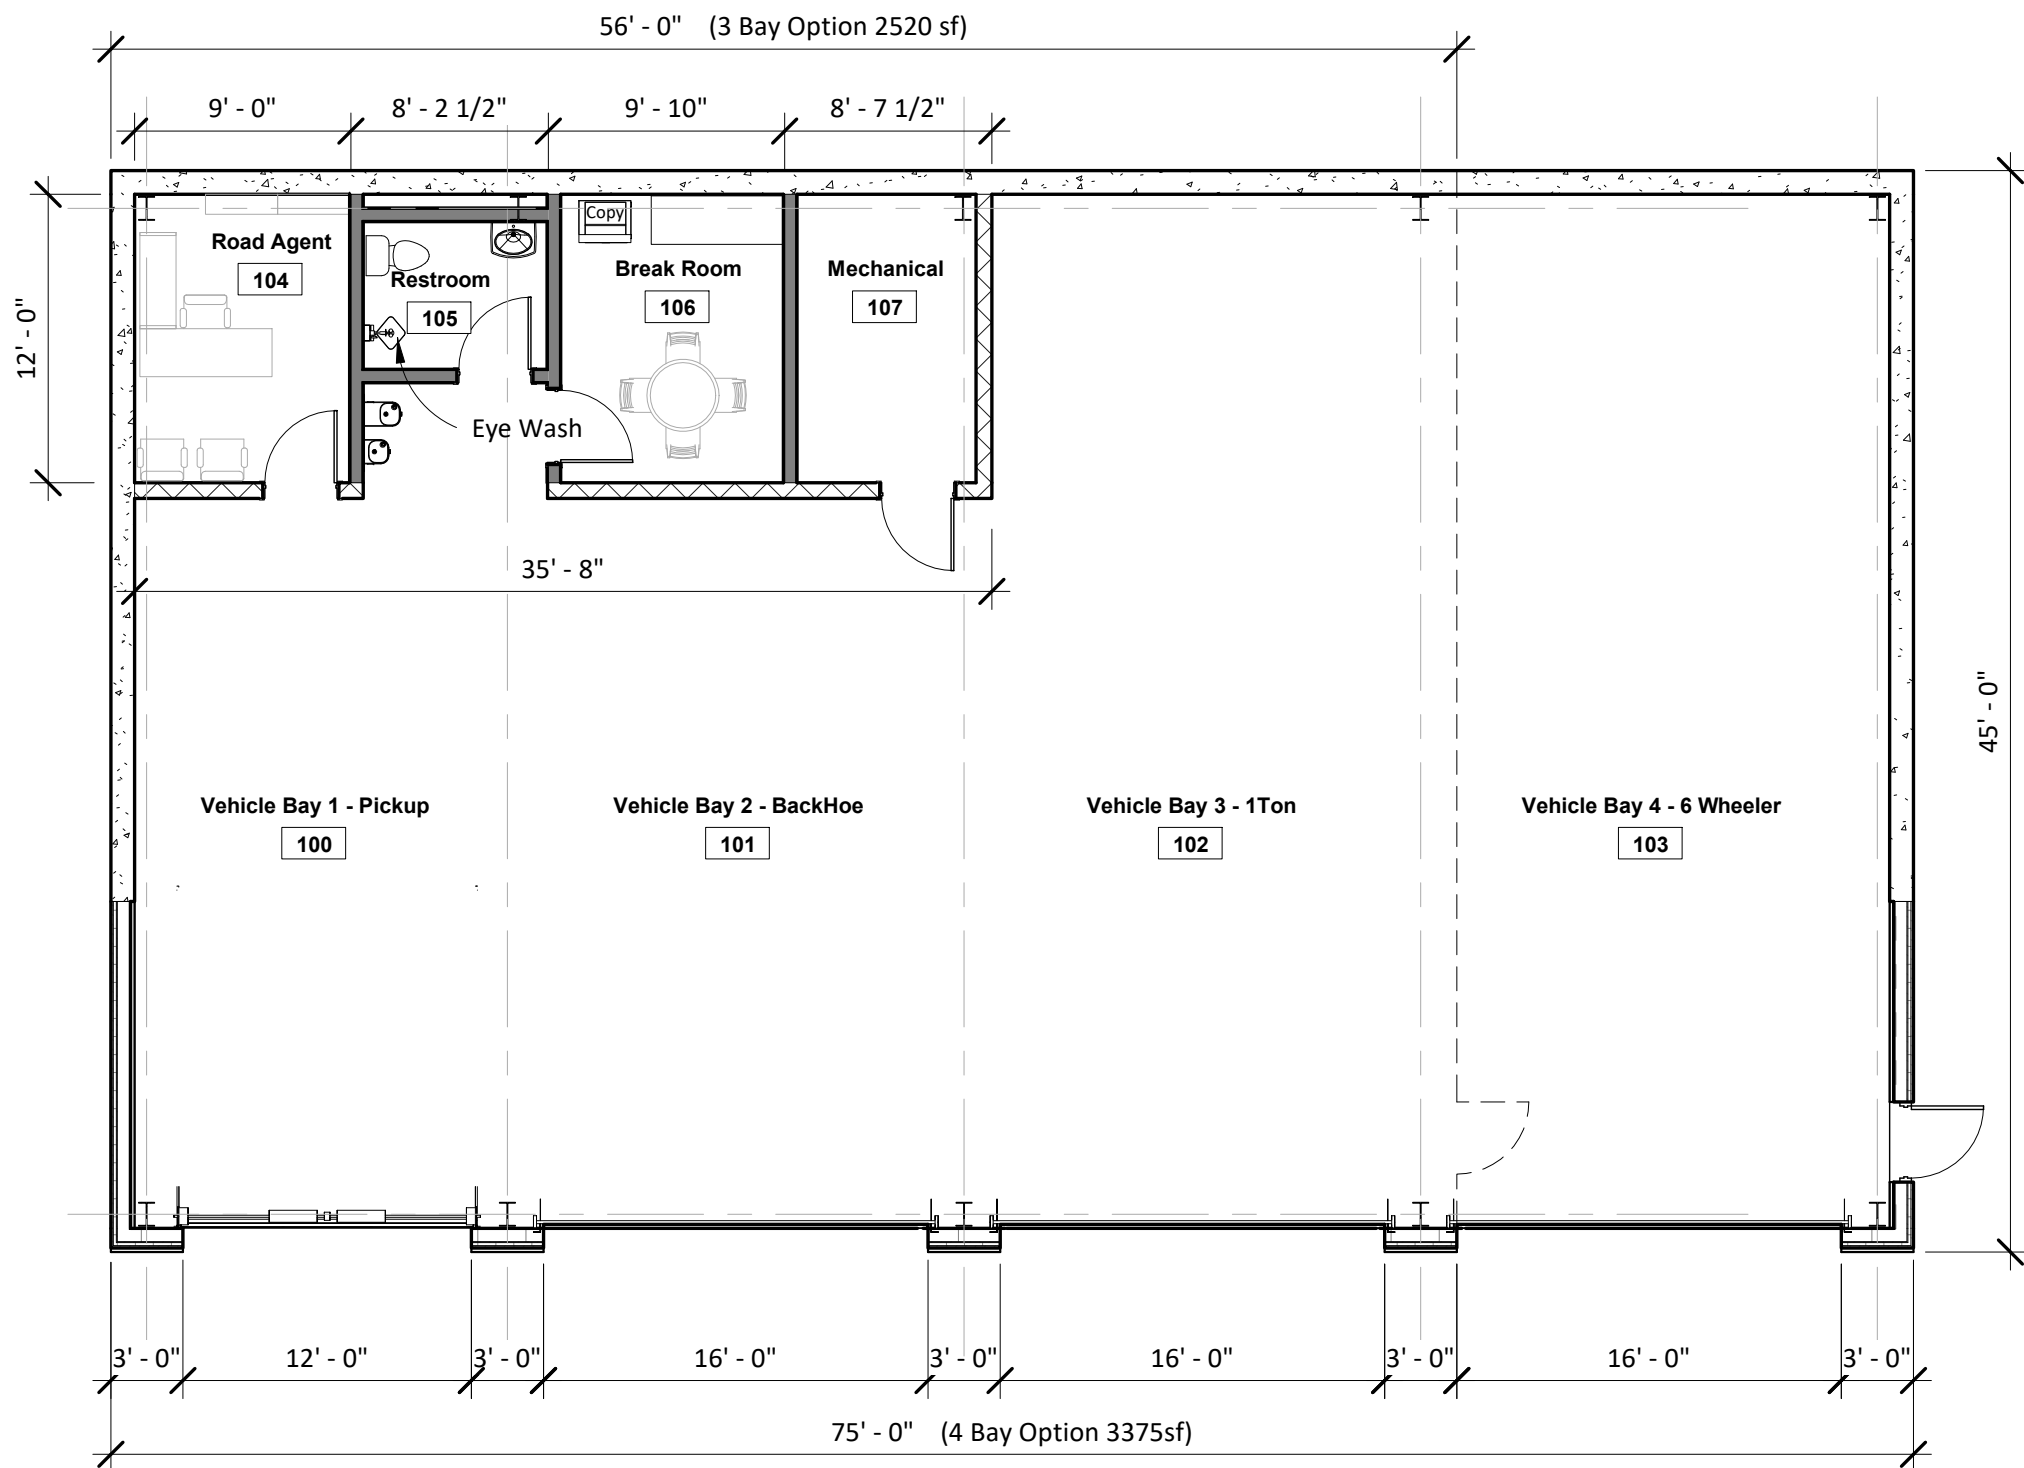 56' - 0" (3 Bay Option 2520 sf)
9' - 0"
8' - 2 1/2"
9' - 10"
8' - 7 1/2"
Copy
Road Agent
104
Restroom
105
Break Room
106
Mechanical
107
12' - 0"
Eye Wash
35' - 8"
45' - 0"
Vehicle Bay 1 - Pickup
100
Vehicle Bay 2 - BackHoe
101
Vehicle Bay 3 - 1Ton
102
Vehicle Bay 4 - 6 Wheeler
103
3' - 0"
12' - 0"
3' - 0"
16' - 0"
3' - 0"
16' - 0"
3' - 0"
16' - 0"
3' - 0"
75' - 0" (4 Bay Option 3375sf)